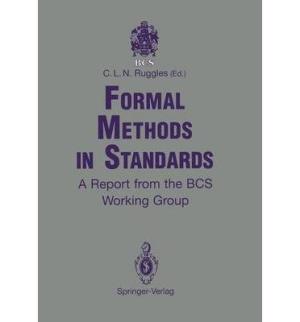 BCS
C. L. N. Ruggles (Ed.)
FORMAL
METHODS
IN STANDARDS
A Report from the BCS
Working Group
Springer-Verlag